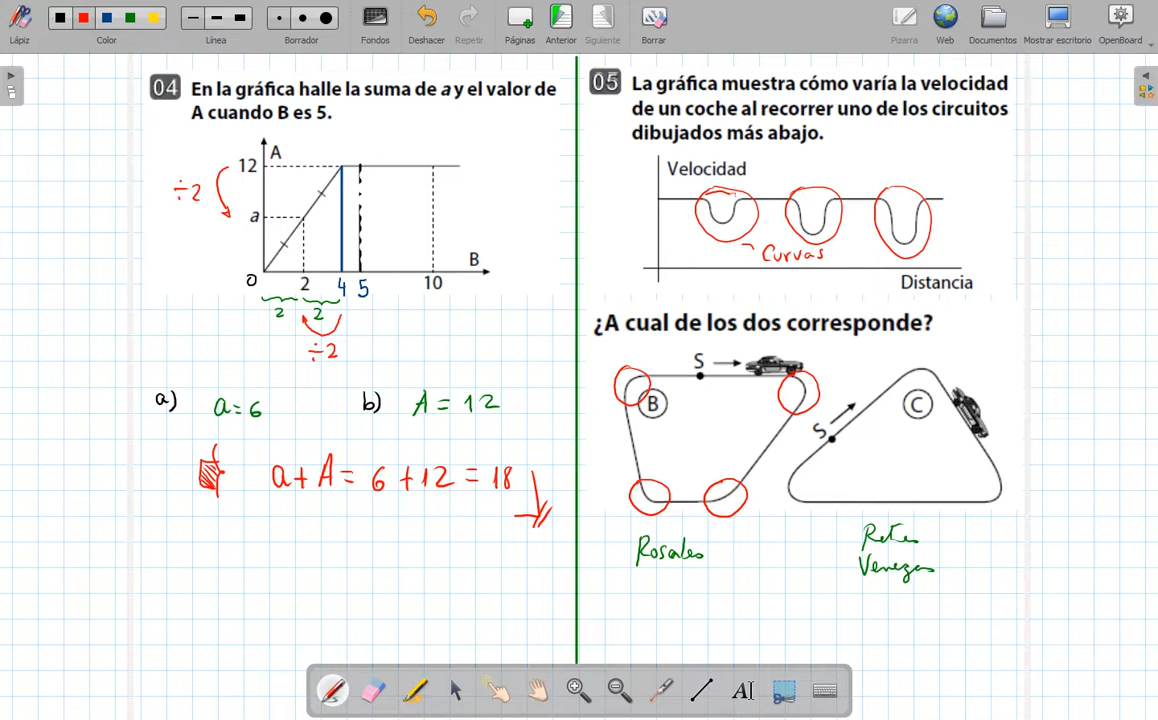 Lápiz
Color
Línea
Borrador
Fondos
Deshacer
Repetir
Páginas
Anterior
Siguiente
Borrar
Pizarra
Web
Documentos
Mostrar escritorio
OpenBoard
04 En la gráfica halle la suma de a y el valor de
A cuando B es 5.
A
12
÷2
a
B
0
2
4
5
10
2
2
÷2
a) a=6
b) A = 12
a + A = 6 + 12 = 18
05 La gráfica muestra cómo varía la velocidad
de un coche al recorrer uno de los circuitos
dibujados más abajo.
Velocidad
Curvas
Distancia
¿A cual de los dos corresponde?
S
B
S
C
Rosales
Retes
Venegas
A